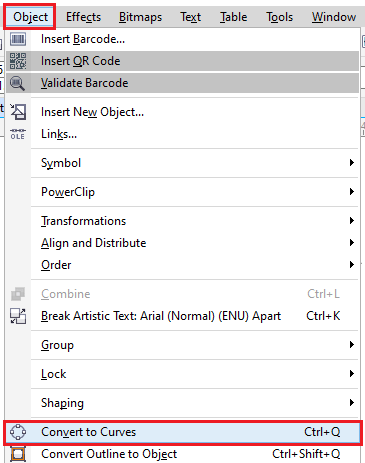 Object Effects Bitmaps Text Table Tools Window
Insert Barcode...
Insert QR Code
Validate Barcode
Insert New Object...
OLE Links...
Symbol
PowerClip
Transformations
Align and Distribute
Order
Combine Ctrl+L
Break Artistic Text: Arial (Normal) (ENU) Apart Ctrl+K
Group
Lock
Shaping
Convert to Curves Ctrl+Q
Convert Outline to Object Ctrl+Shift+Q